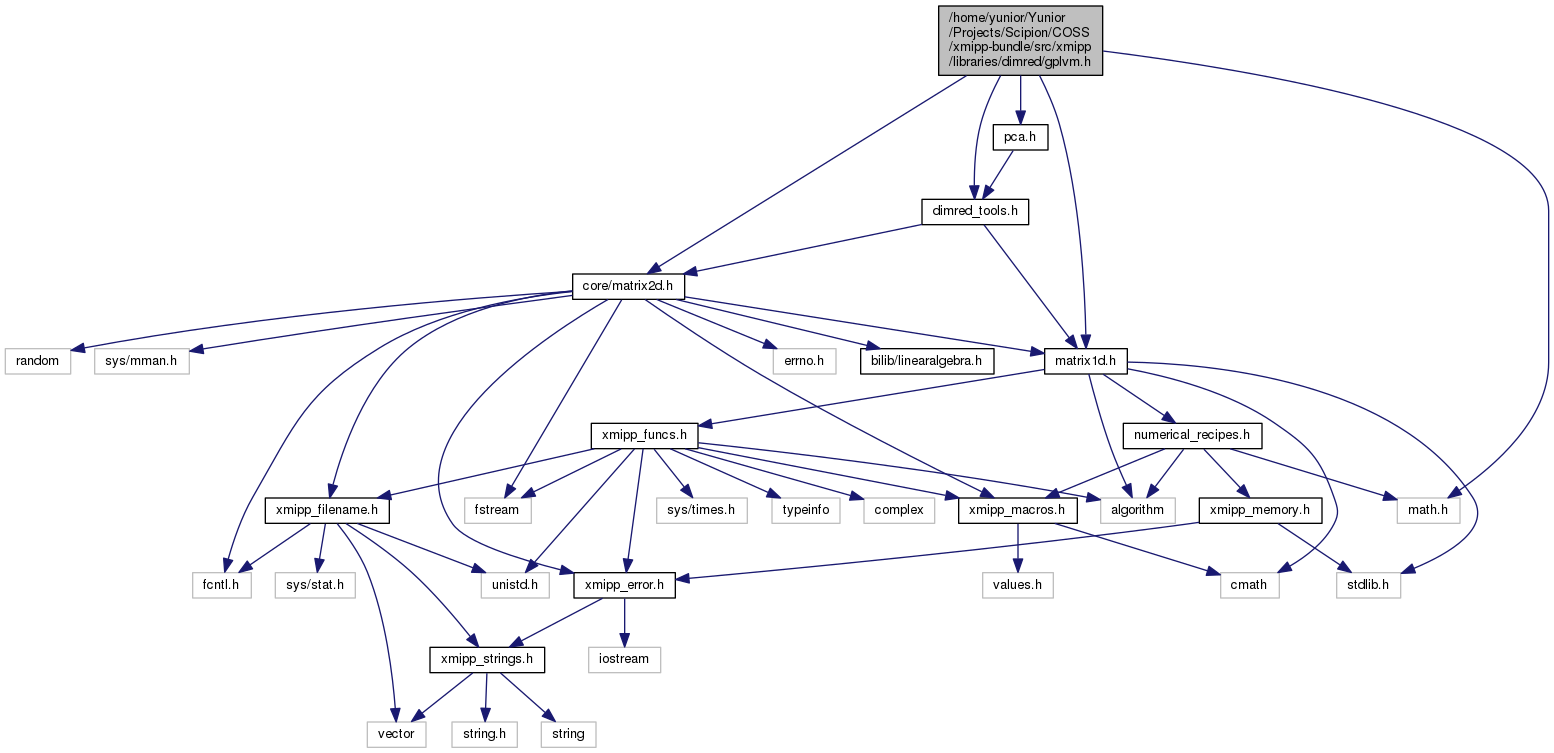 /home/yunior/Yunior
/Projects/Scipion/COSS
/xmipp-bundle/src/xmipp
/libraries/dimred/gplvm.h
pca.h
dimred_tools.h
core/matrix2d.h
random
sys/mman.h
errno.h
bilib/linearalgebra.h
matrix1d.h
xmipp_funcs.h
numerical_recipes.h
xmipp_filename.h
fstream
sys/times.h
typeinfo
complex
xmipp_macros.h
algorithm
xmipp_memory.h
math.h
fcntl.h
sys/stat.h
unistd.h
xmipp_error.h
values.h
cmath
stdlib.h
xmipp_strings.h
iostream
vector
string.h
string